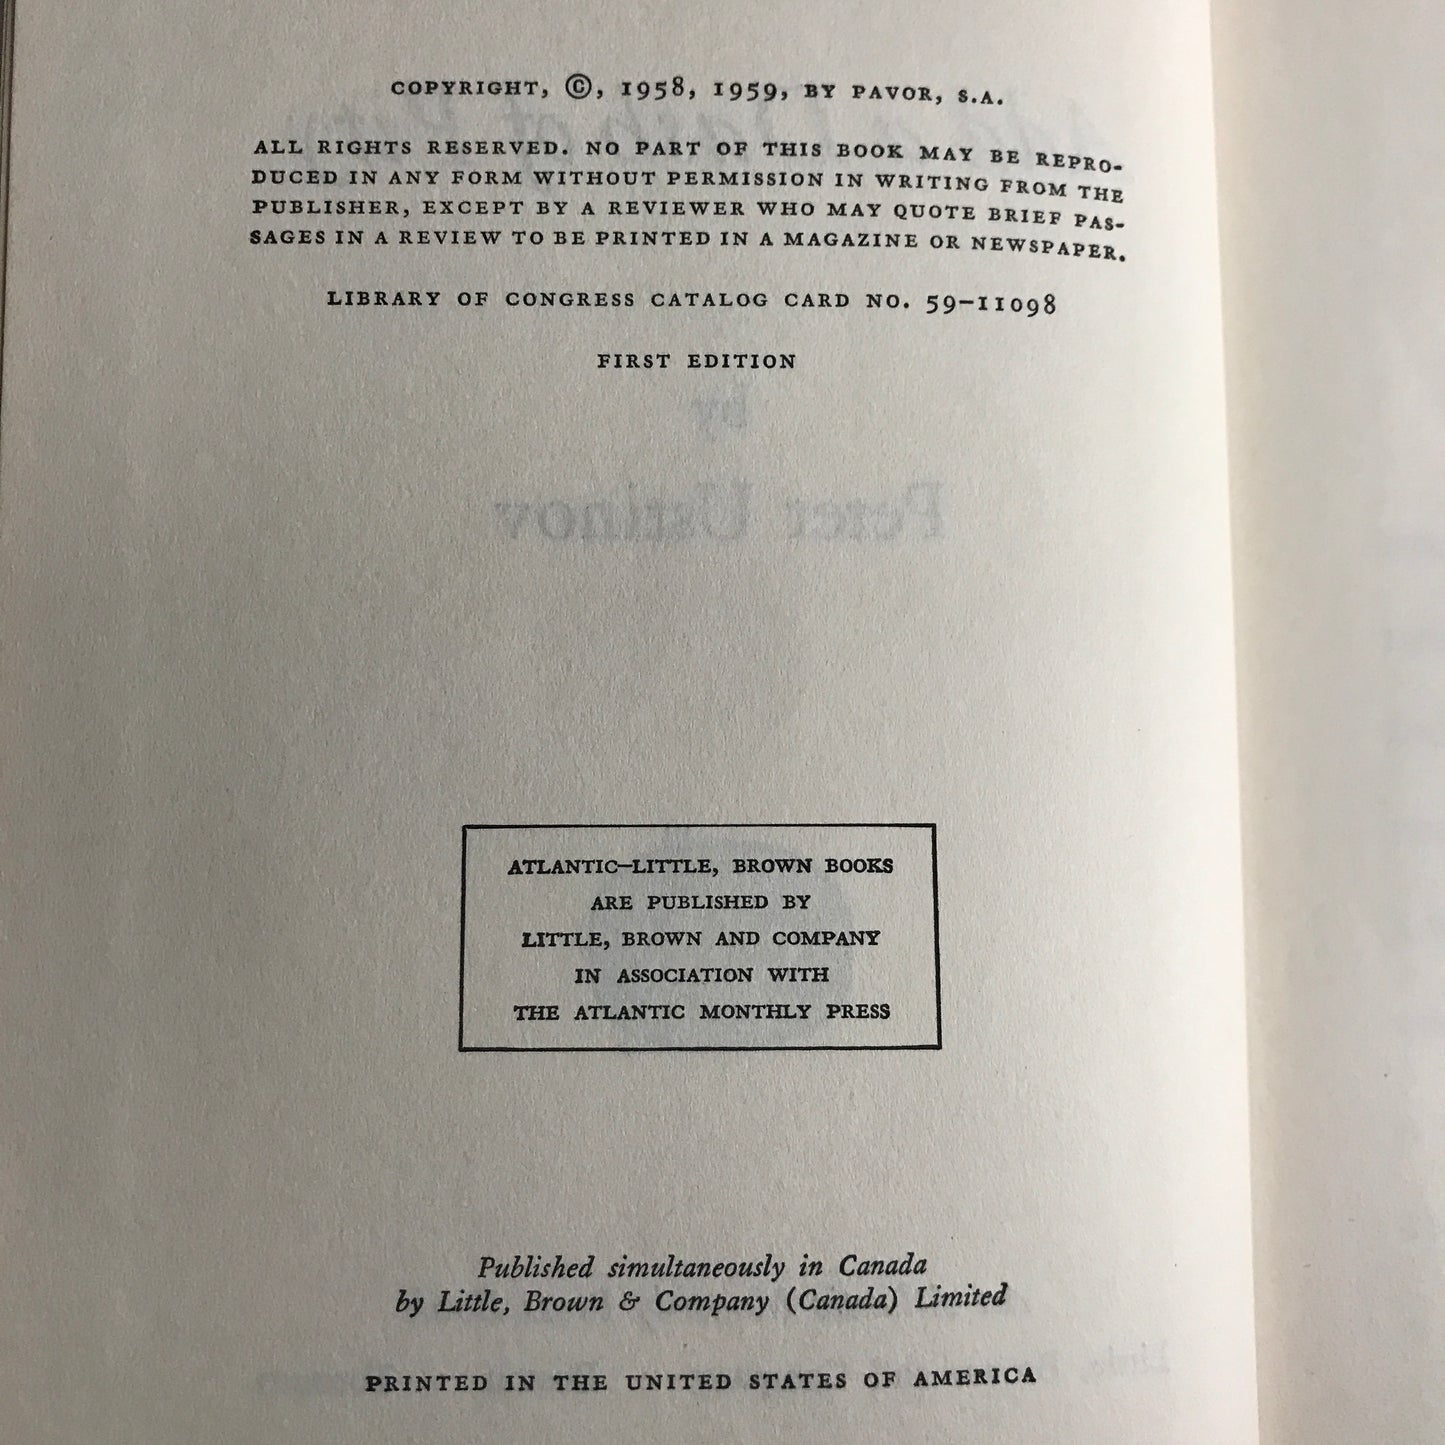 COPYRIGHT, ©, 1958, 1959, BY PAVOR, S.A.
ALL RIGHTS RESERVED. NO PART OF THIS BOOK MAY BE REPRO-
DUCED IN ANY FORM WITHOUT PERMISSION IN WRITING FROM THE
PUBLISHER, EXCEPT BY A REVIEWER WHO MAY QUOTE BRIEF PAS-
SAGES IN A REVIEW TO BE PRINTED IN A MAGAZINE OR NEWSPAPER.
LIBRARY OF CONGRESS CATALOG CARD NO. 59-11098
FIRST EDITION
by
Peter Ustinov
ATLANTIC–LITTLE, BROWN BOOKS
ARE PUBLISHED BY
LITTLE, BROWN AND COMPANY
IN ASSOCIATION WITH
THE ATLANTIC MONTHLY PRESS
Published simultaneously in Canada
by Little, Brown & Company (Canada) Limited
PRINTED IN THE UNITED STATES OF AMERICA